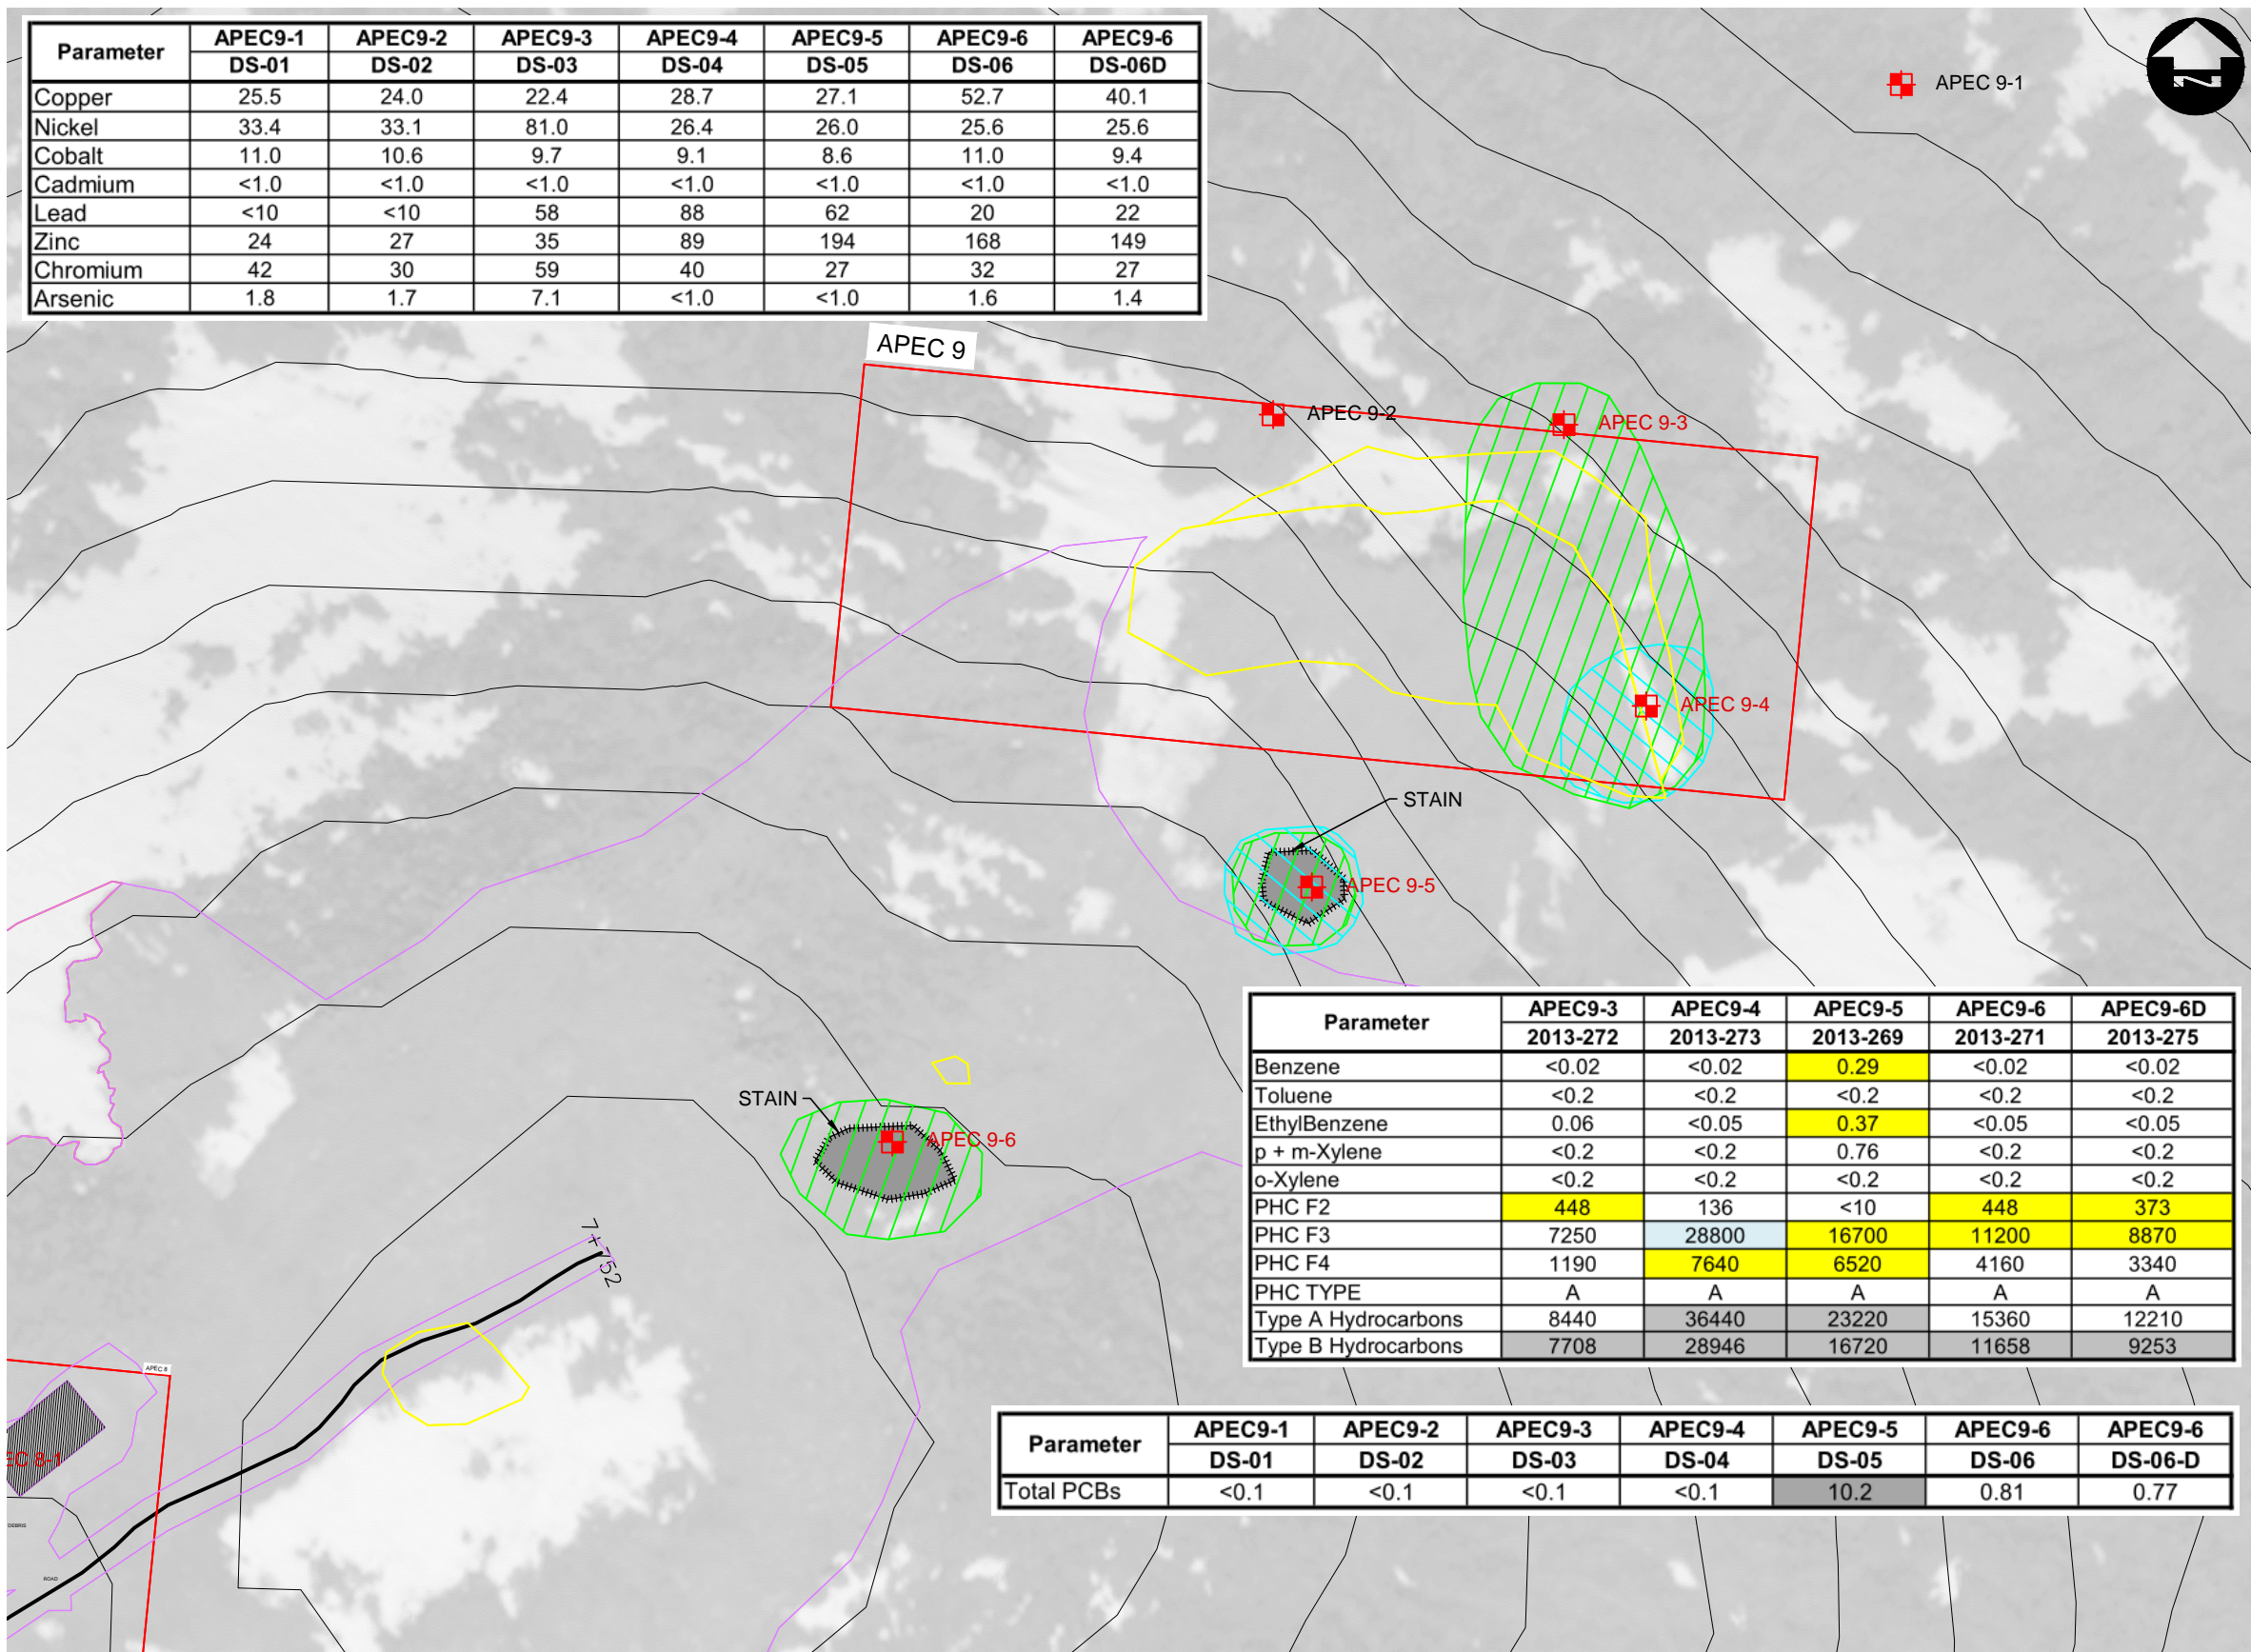 Parameter APEC9-1 APEC9-2 APEC9-3 APEC9-4 APEC9-5 APEC9-6 APEC9-6
DS-01 DS-02 DS-03 DS-04 DS-05 DS-06 DS-06D
Copper 25.5 24.0 22.4 28.7 27.1 52.7 40.1
Nickel 33.4 33.1 81.0 26.4 26.0 25.6 25.6
Cobalt 11.0 10.6 9.7 9.1 8.6 11.0 9.4
Cadmium <1.0 <1.0 <1.0 <1.0 <1.0 <1.0 <1.0
Lead <10 <10 58 88 62 20 22
Zinc 24 27 35 89 194 168 149
Chromium 42 30 59 40 27 32 27
Arsenic 1.8 1.7 7.1 <1.0 <1.0 1.6 1.4
APEC 9-1
APEC 9
APEC 9-2
APEC 9-3
APEC 9-4
STAIN
APEC 9-5
STAIN
APEC 9-6
7+752
Parameter APEC9-3 APEC9-4 APEC9-5 APEC9-6 APEC9-6D
2013-272 2013-273 2013-269 2013-271 2013-275
Benzene <0.02 <0.02 0.29 <0.02 <0.02
Toluene <0.2 <0.2 <0.2 <0.2 <0.2
EthylBenzene 0.06 <0.05 0.37 <0.05 <0.05
p + m-Xylene <0.2 <0.2 0.76 <0.2 <0.2
o-Xylene <0.2 <0.2 <0.2 <0.2 <0.2
PHC F2 448 136 <10 448 373
PHC F3 7250 28800 16700 11200 8870
PHC F4 1190 7640 6520 4160 3340
PHC TYPE A A A A A
Type A Hydrocarbons 8440 36440 23220 15360 12210
Type B Hydrocarbons 7708 28946 16720 11658 9253
APEC 8
EC 8-1
DEBRIS
ROAD
Parameter APEC9-1 APEC9-2 APEC9-3 APEC9-4 APEC9-5 APEC9-6 APEC9-6
DS-01 DS-02 DS-03 DS-04 DS-05 DS-06 DS-06-D
Total PCBs <0.1 <0.1 <0.1 <0.1 10.2 0.81 0.77